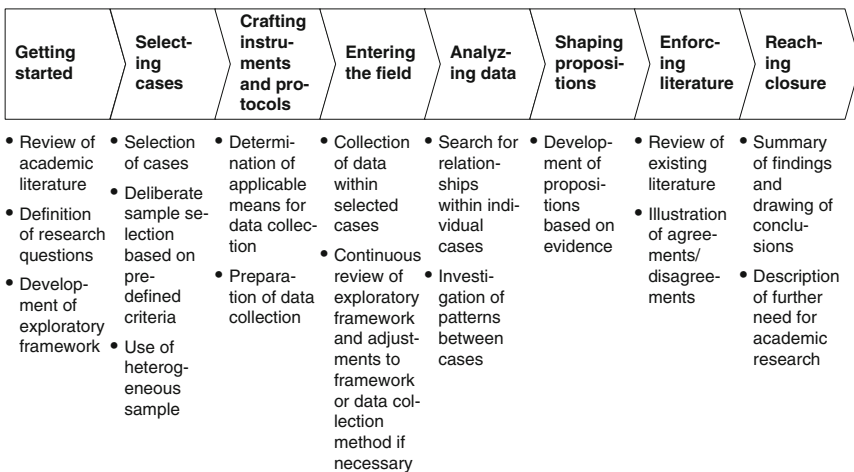 Getting
started
Select-
ing
cases
Crafting
instru-
ments
and pro-
tocols
Entering
the field
Analyz-
ing data
Shaping
proposi-
tions
Enforc-
ing
literature
Reach-
ing
closure
• Review of
academic
literature
• Definition
of research
questions
• Develop-
ment of
exploratory
framework
• Selection
of cases
• Deliberate
sample se-
lection
based on
pre-
defined
criteria
• Use of
heterog-
eneous
sample
• Determi-
nation of
applicable
means for
data collec-
tion
• Prepara-
tion of data
collection
• Collection
of data
within
selected
cases
• Continuous
review of
exploratory
framework
and adjust-
ments to
framework
or data col-
lection
method if
necessary
• Search for
relation-
ships
within indi-
vidual
cases
• Investi-
gation of
patterns
between
cases
• Develop-
ment of
proposi-
tions
based on
evidence
• Review of
existing
literature
• Illustration
of agree-
ments/
disagree-
ments
• Summary
of findings
and
drawing of
conclu-
sions
• Description
of further
need for
academic
research